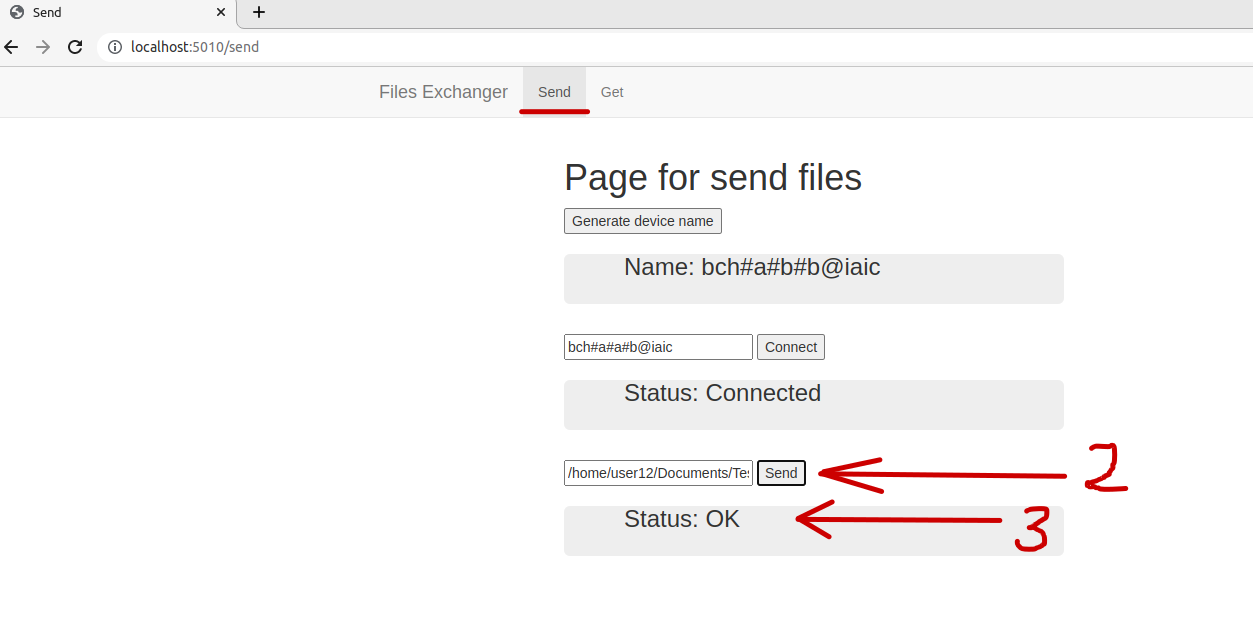 Send
localhost:5010/send
Files Exchanger Send Get
Page for send files
Generate device name
Name: bch#a#b#b@iaic
bch#a#a#b@iaic Connect
Status: Connected
/home/user12/Documents/Tes Send 2
Status: OK 3